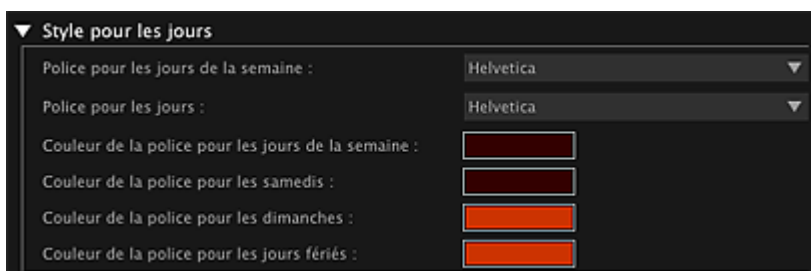 Style pour les jours
Police pour les jours de la semaine : Helvetica
Police pour les jours : Helvetica
Couleur de la police pour les jours de la semaine :
Couleur de la police pour les samedis :
Couleur de la police pour les dimanches :
Couleur de la police pour les jours fériés :